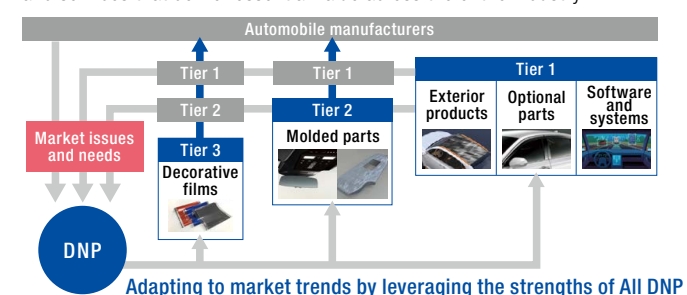 Automobile manufacturers
Tier 1
Tier 1
Tier 1
Exterior
products
Optional
parts
Software
and
systems
Tier 2
Tier 2
Molded parts
Market issues
and needs
Tier 3
Decorative
films
DNP
Adapting to market trends by leveraging the strengths of All DNP